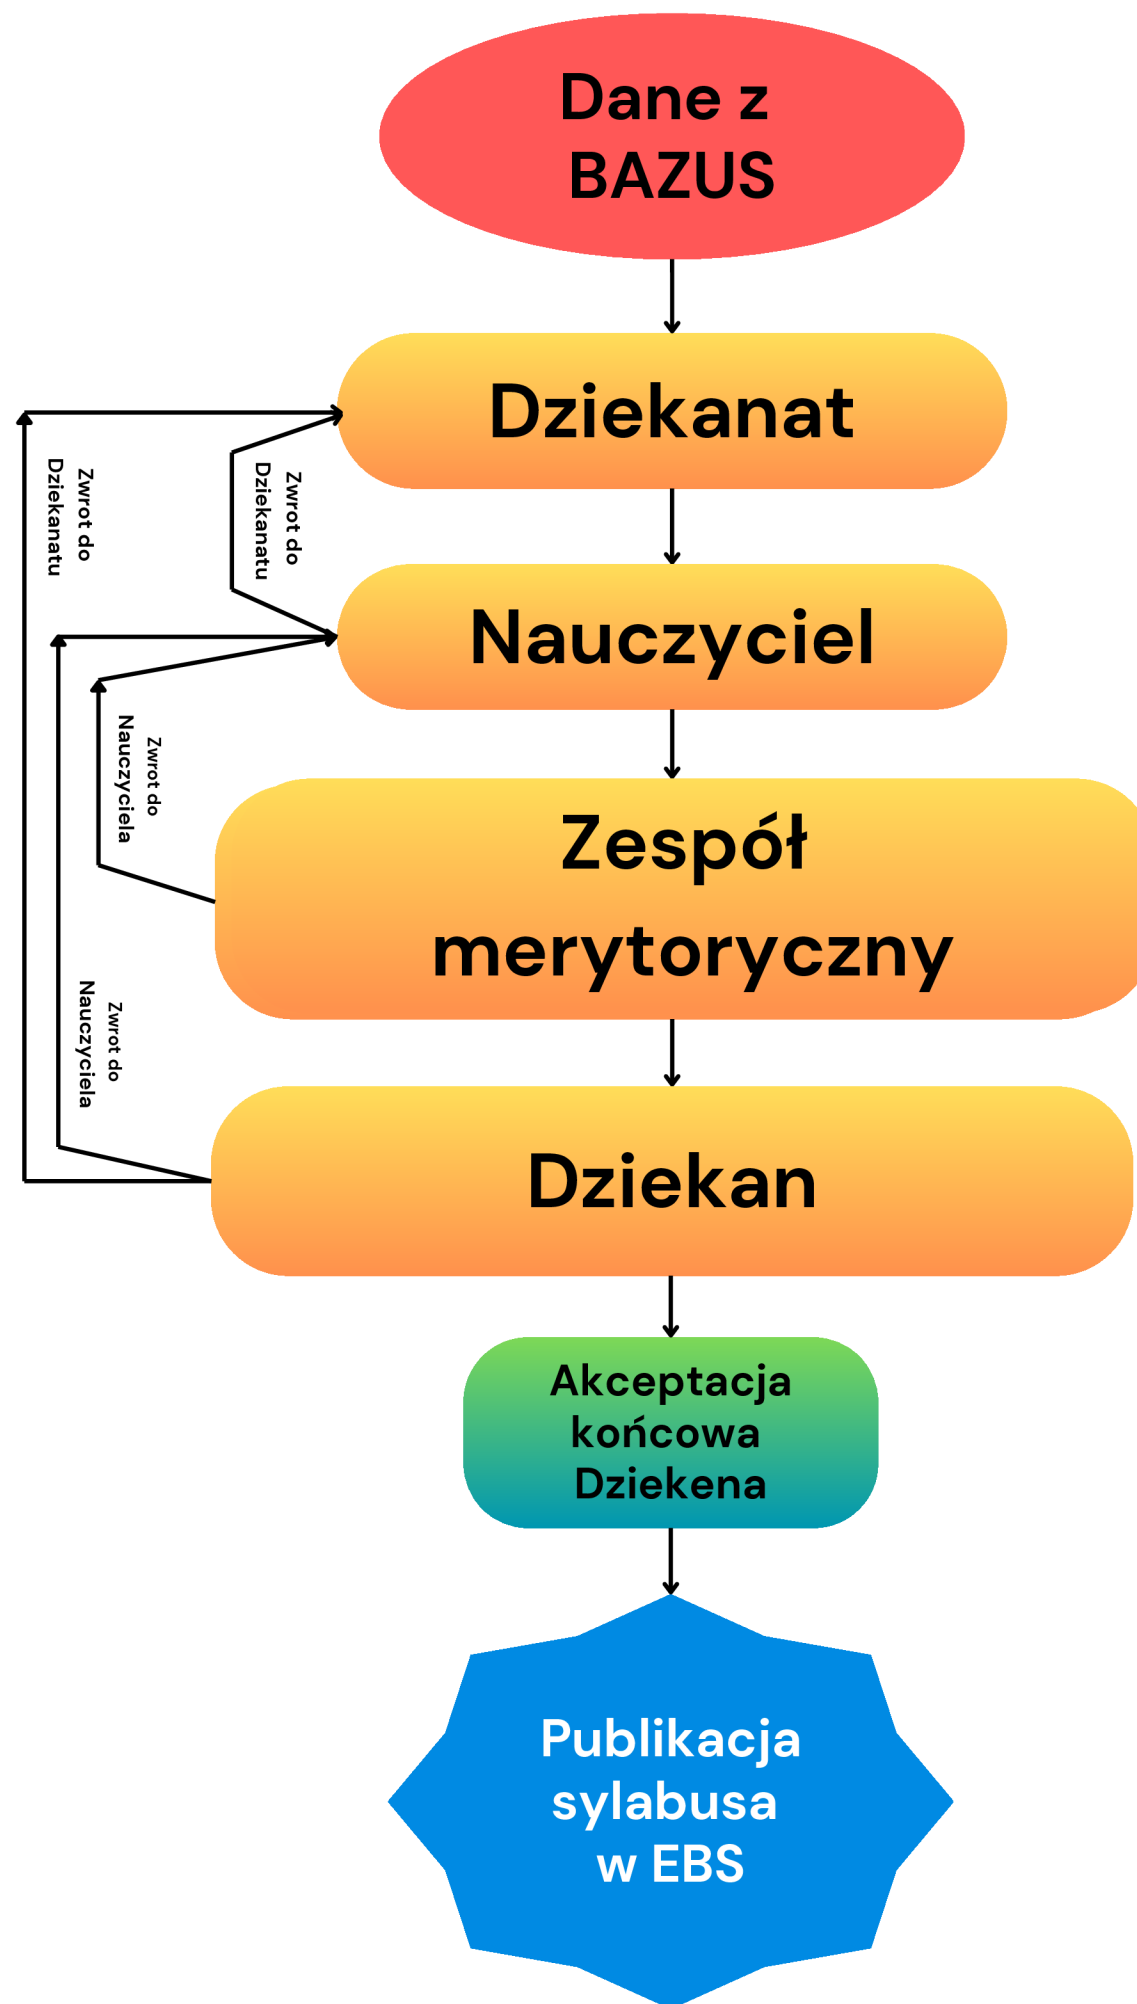 Dane z
BAZUS
Dziekanat
Zwrot do
Dziekanatu
Zwrot do
Dziekanatu
Nauczyciel
Zwrot do
Nauczyciela
Zespół
merytoryczny
Zwrot do
Nauczyciela
Dziekan
Akceptacja
końcowa
Dziekena
Publikacja
sylabusa
w EBS